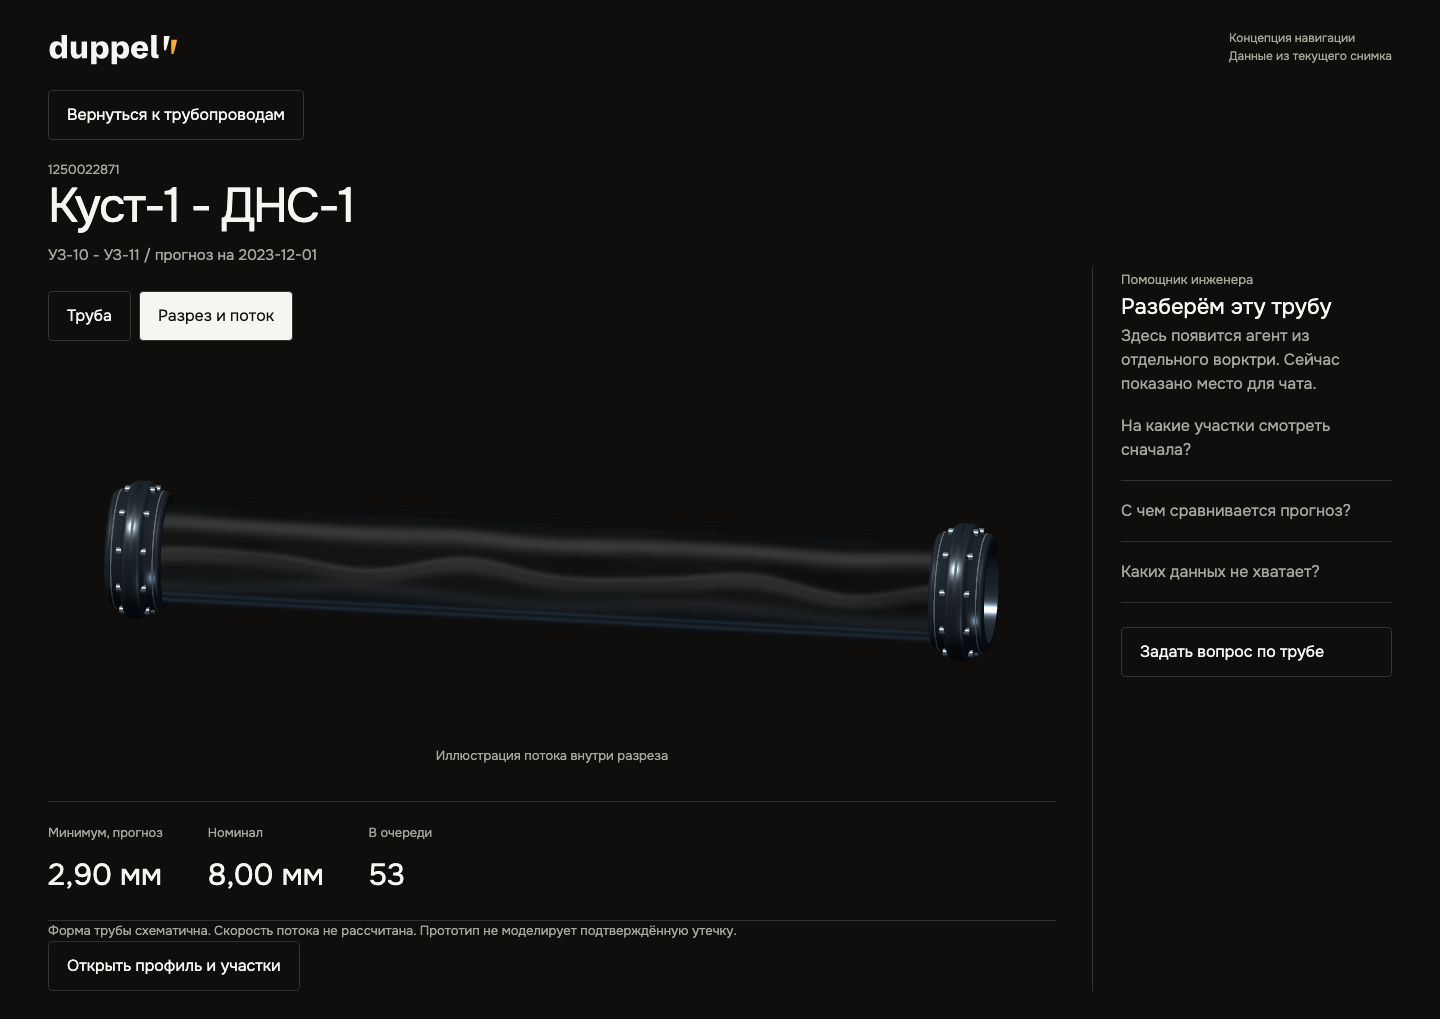 duppel
Концепция навигации
Данные из текущего снимка
Вернуться к трубопроводам
1250022871
Куст-1 - ДНС-1
УЗ-10 - УЗ-11 / прогноз на 2023-12-01
Труба
Разрез и поток
Иллюстрация потока внутри разреза
Минимум, прогноз
Номинал
В очереди
2,90 мм
8,00 мм
53
Форма трубы схематична. Скорость потока не рассчитана. Прототип не моделирует подтверждённую утечку.
Открыть профиль и участки
Помощник инженера
Разберём эту трубу
Здесь появится агент из
отдельного ворктри. Сейчас
показано место для чата.
На какие участки смотреть
сначала?
С чем сравнивается прогноз?
Каких данных не хватает?
Задать вопрос по трубе